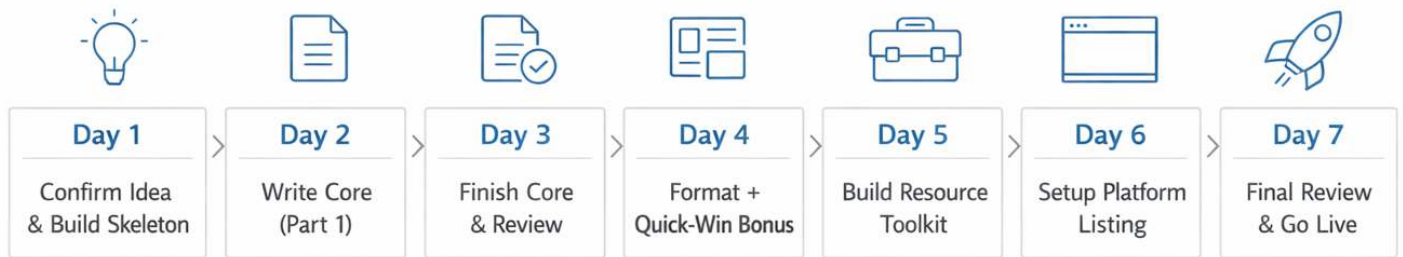 Day 1
Confirm Idea
& Build Skeleton
Day 2
Write Core
(Part 1)
Day 3
Finish Core
& Review
Day 4
Format +
Quick-Win Bonus
Day 5
Build Resource
Toolkit
Day 6
Setup Platform
Listing
Day 7
Final Review
& Go Live